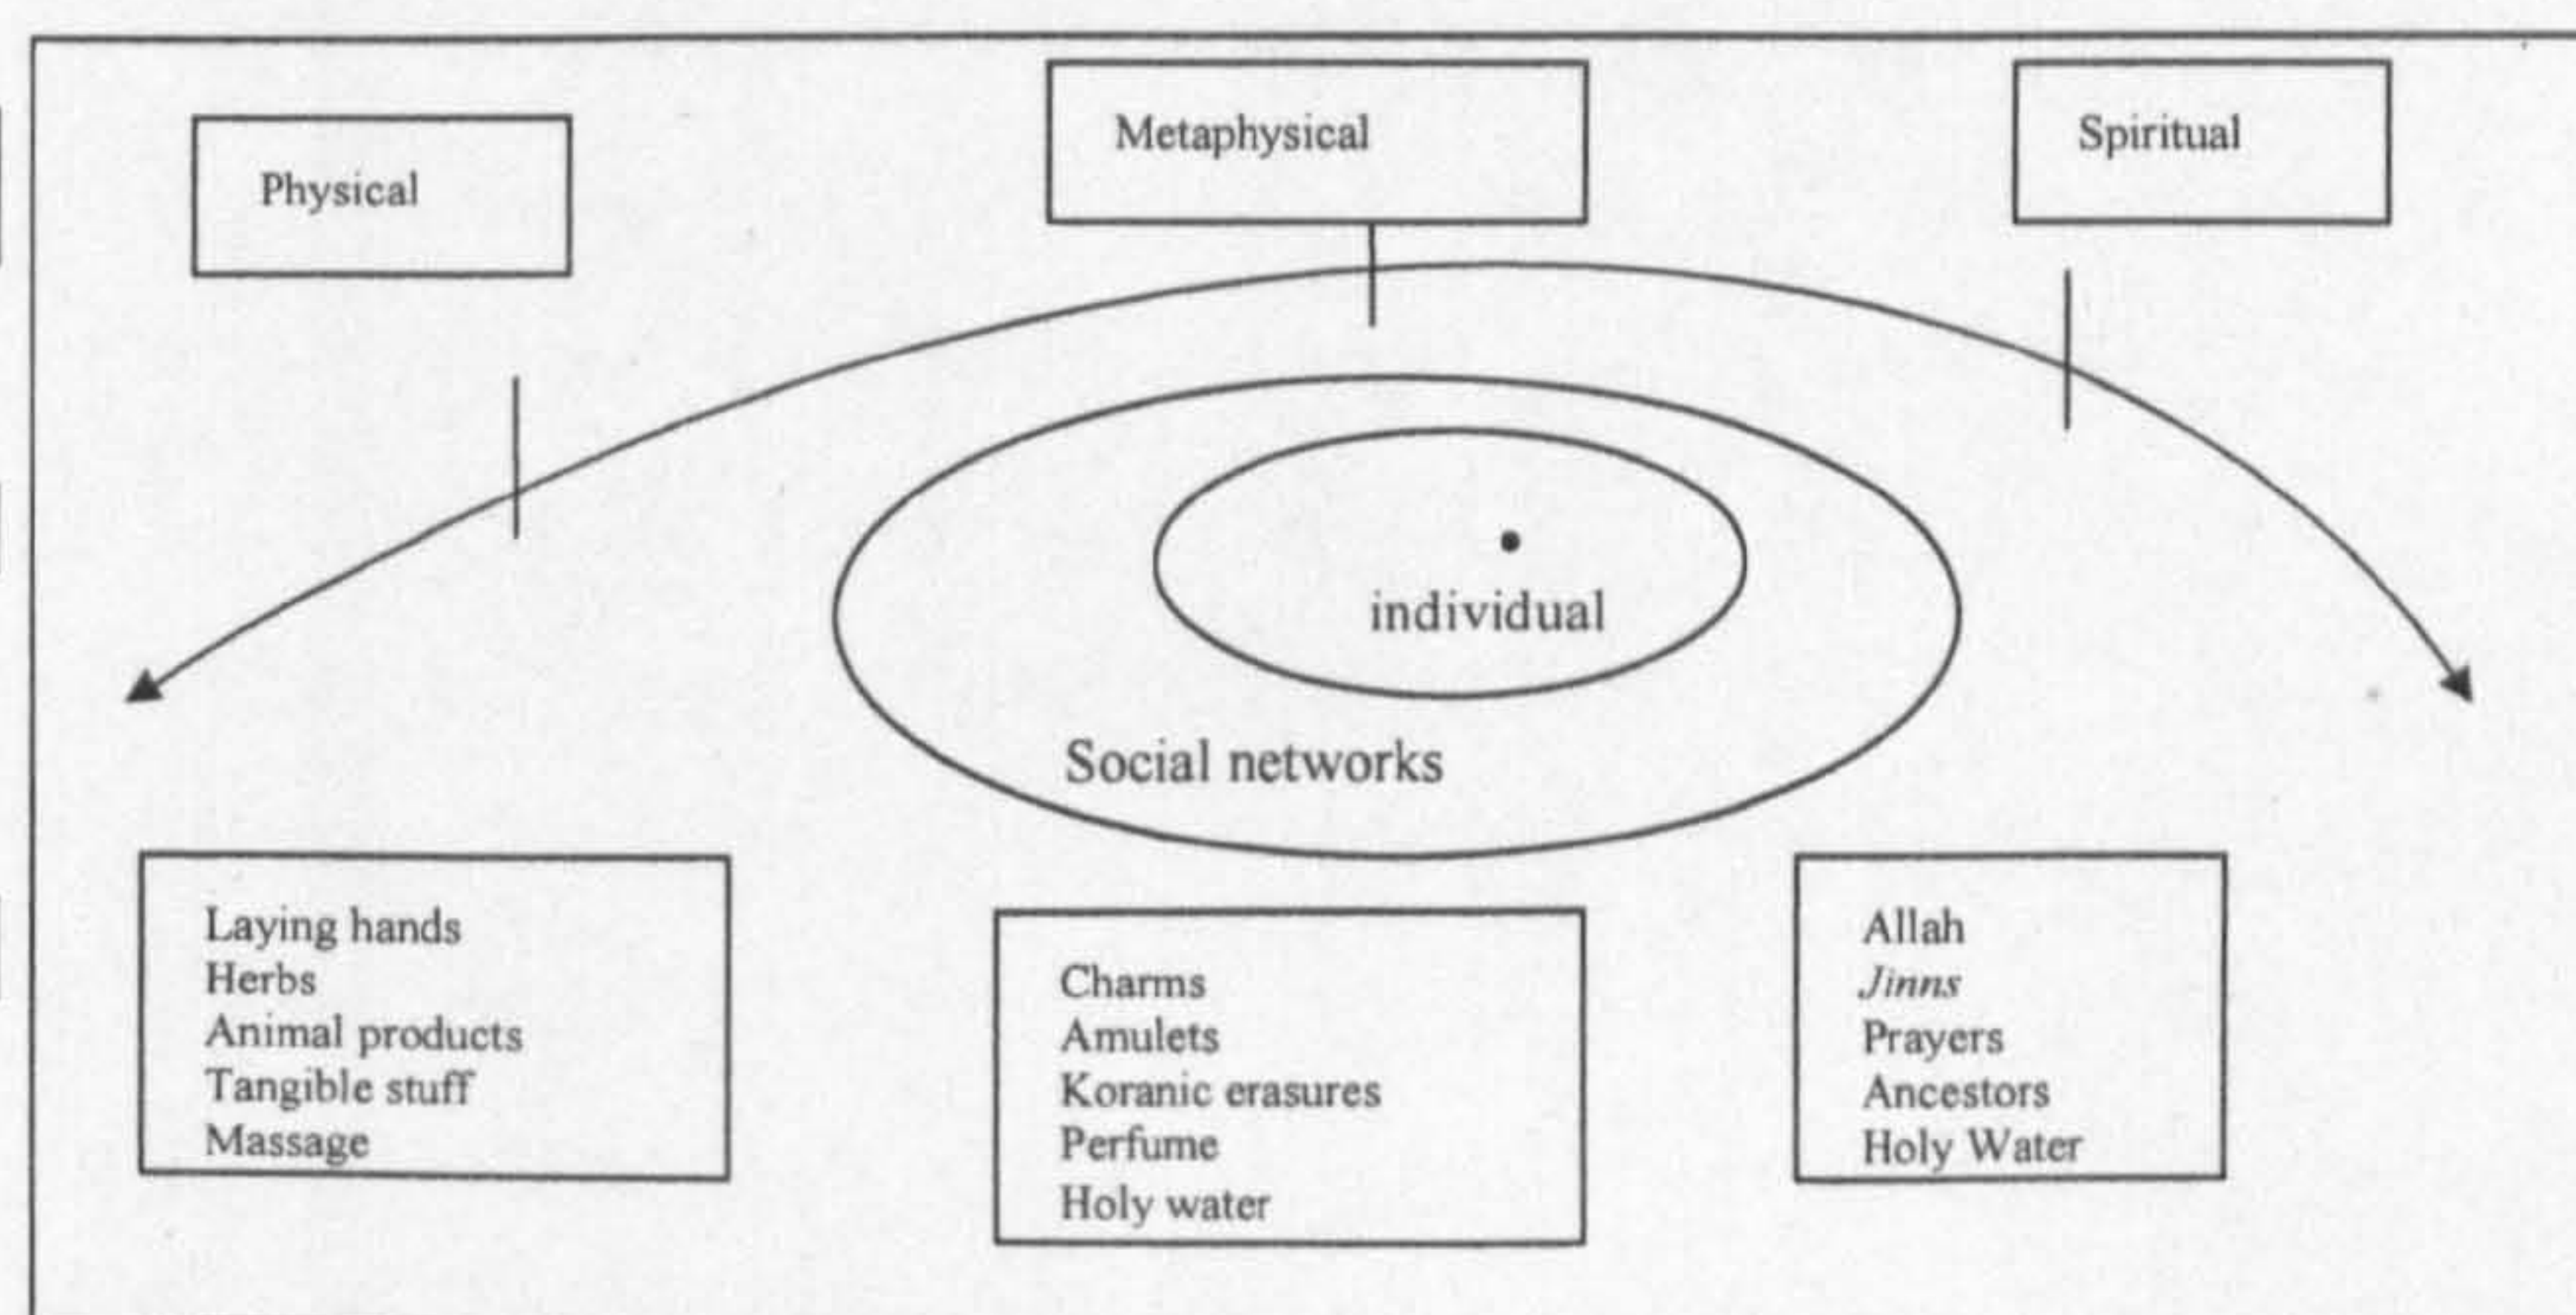 Physical
Metaphysical
Spiritual
individual
Social networks
Laying hands
Herbs
Animal products
Tangible stuff
Massage
Charms
Amulets
Koranic erasures
Perfume
Holy water
Allah
Jinns
Prayers
Ancestors
Holy Water